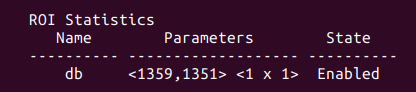 ROI Statistics
Name Parameters State
---------- ------------------- ----------
db <1359,1351> <1 x 1> Enabled